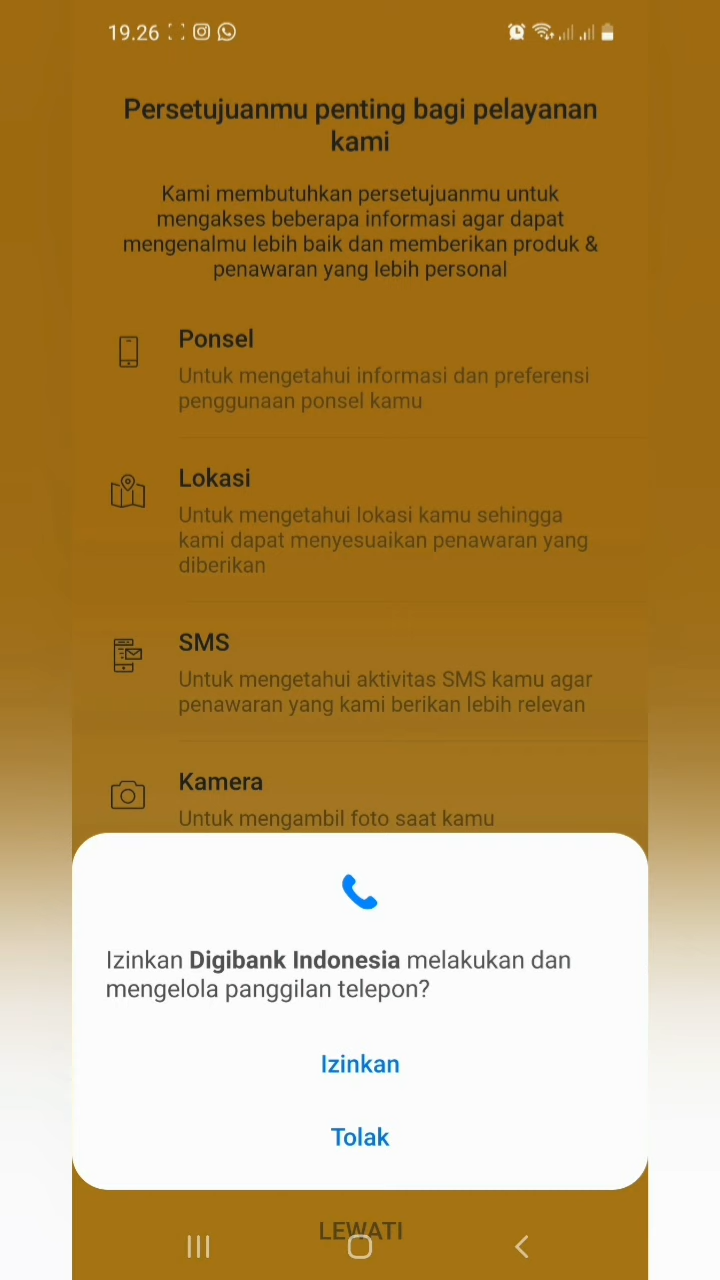 19.26
Persetujuanmu penting bagi pelayanan
kami
Kami membutuhkan persetujuanmu untuk
mengakses beberapa informasi agar dapat
mengenalmu lebih baik dan memberikan produk &
penawaran yang lebih personal
Ponsel
Untuk mengetahui informasi dan preferensi
penggunaan ponsel kamu
Lokasi
Untuk mengetahui lokasi kamu sehingga
kami dapat menyesuaikan penawaran yang
diberikan
SMS
Untuk mengetahui aktivitas SMS kamu agar
penawaran yang kami berikan lebih relevan
Kamera
Untuk mengambil foto saat kamu
Izinkan Digibank Indonesia melakukan dan
mengelola panggilan telepon?
Izinkan
Tolak
LEWATI